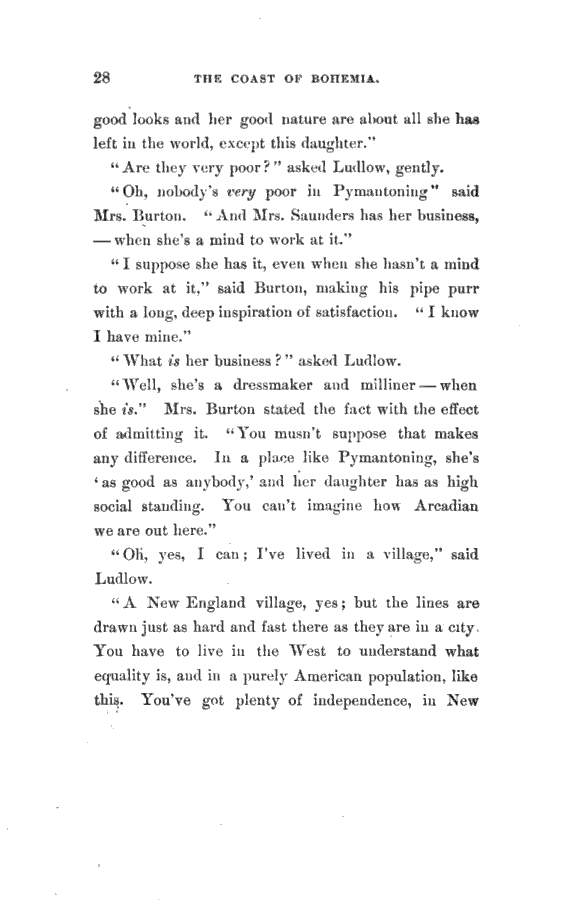 28 THE COAST OF BOHEMIA.
good looks and her good nature are about all she has
left in the world, except this daughter."
"Are they very poor?" asked Ludlow, gently.
"Oh, nobody's very poor in Pymantoning" said
Mrs. Burton. "And Mrs. Saunders has her business,
—when she's a mind to work at it."
"I suppose she has it, even when she hasn't a mind
to work at it," said Burton, making his pipe purr
with a long, deep inspiration of satisfaction. "I know
I have mine."
"What is her business?" asked Ludlow.
"Well, she's a dressmaker and milliner—when
she is." Mrs. Burton stated the fact with the effect
of admitting it. "You musn't suppose that makes
any difference. In a place like Pymantoning, she's
'as good as anybody,' and her daughter has as high
social standing. You can't imagine how Arcadian
we are out here."
"Oh, yes, I can; I've lived in a village," said
Ludlow.
"A New England village, yes; but the lines are
drawn just as hard and fast there as they are in a city.
You have to live in the West to understand what
equality is, and in a purely American population, like
this. You've got plenty of independence, in New